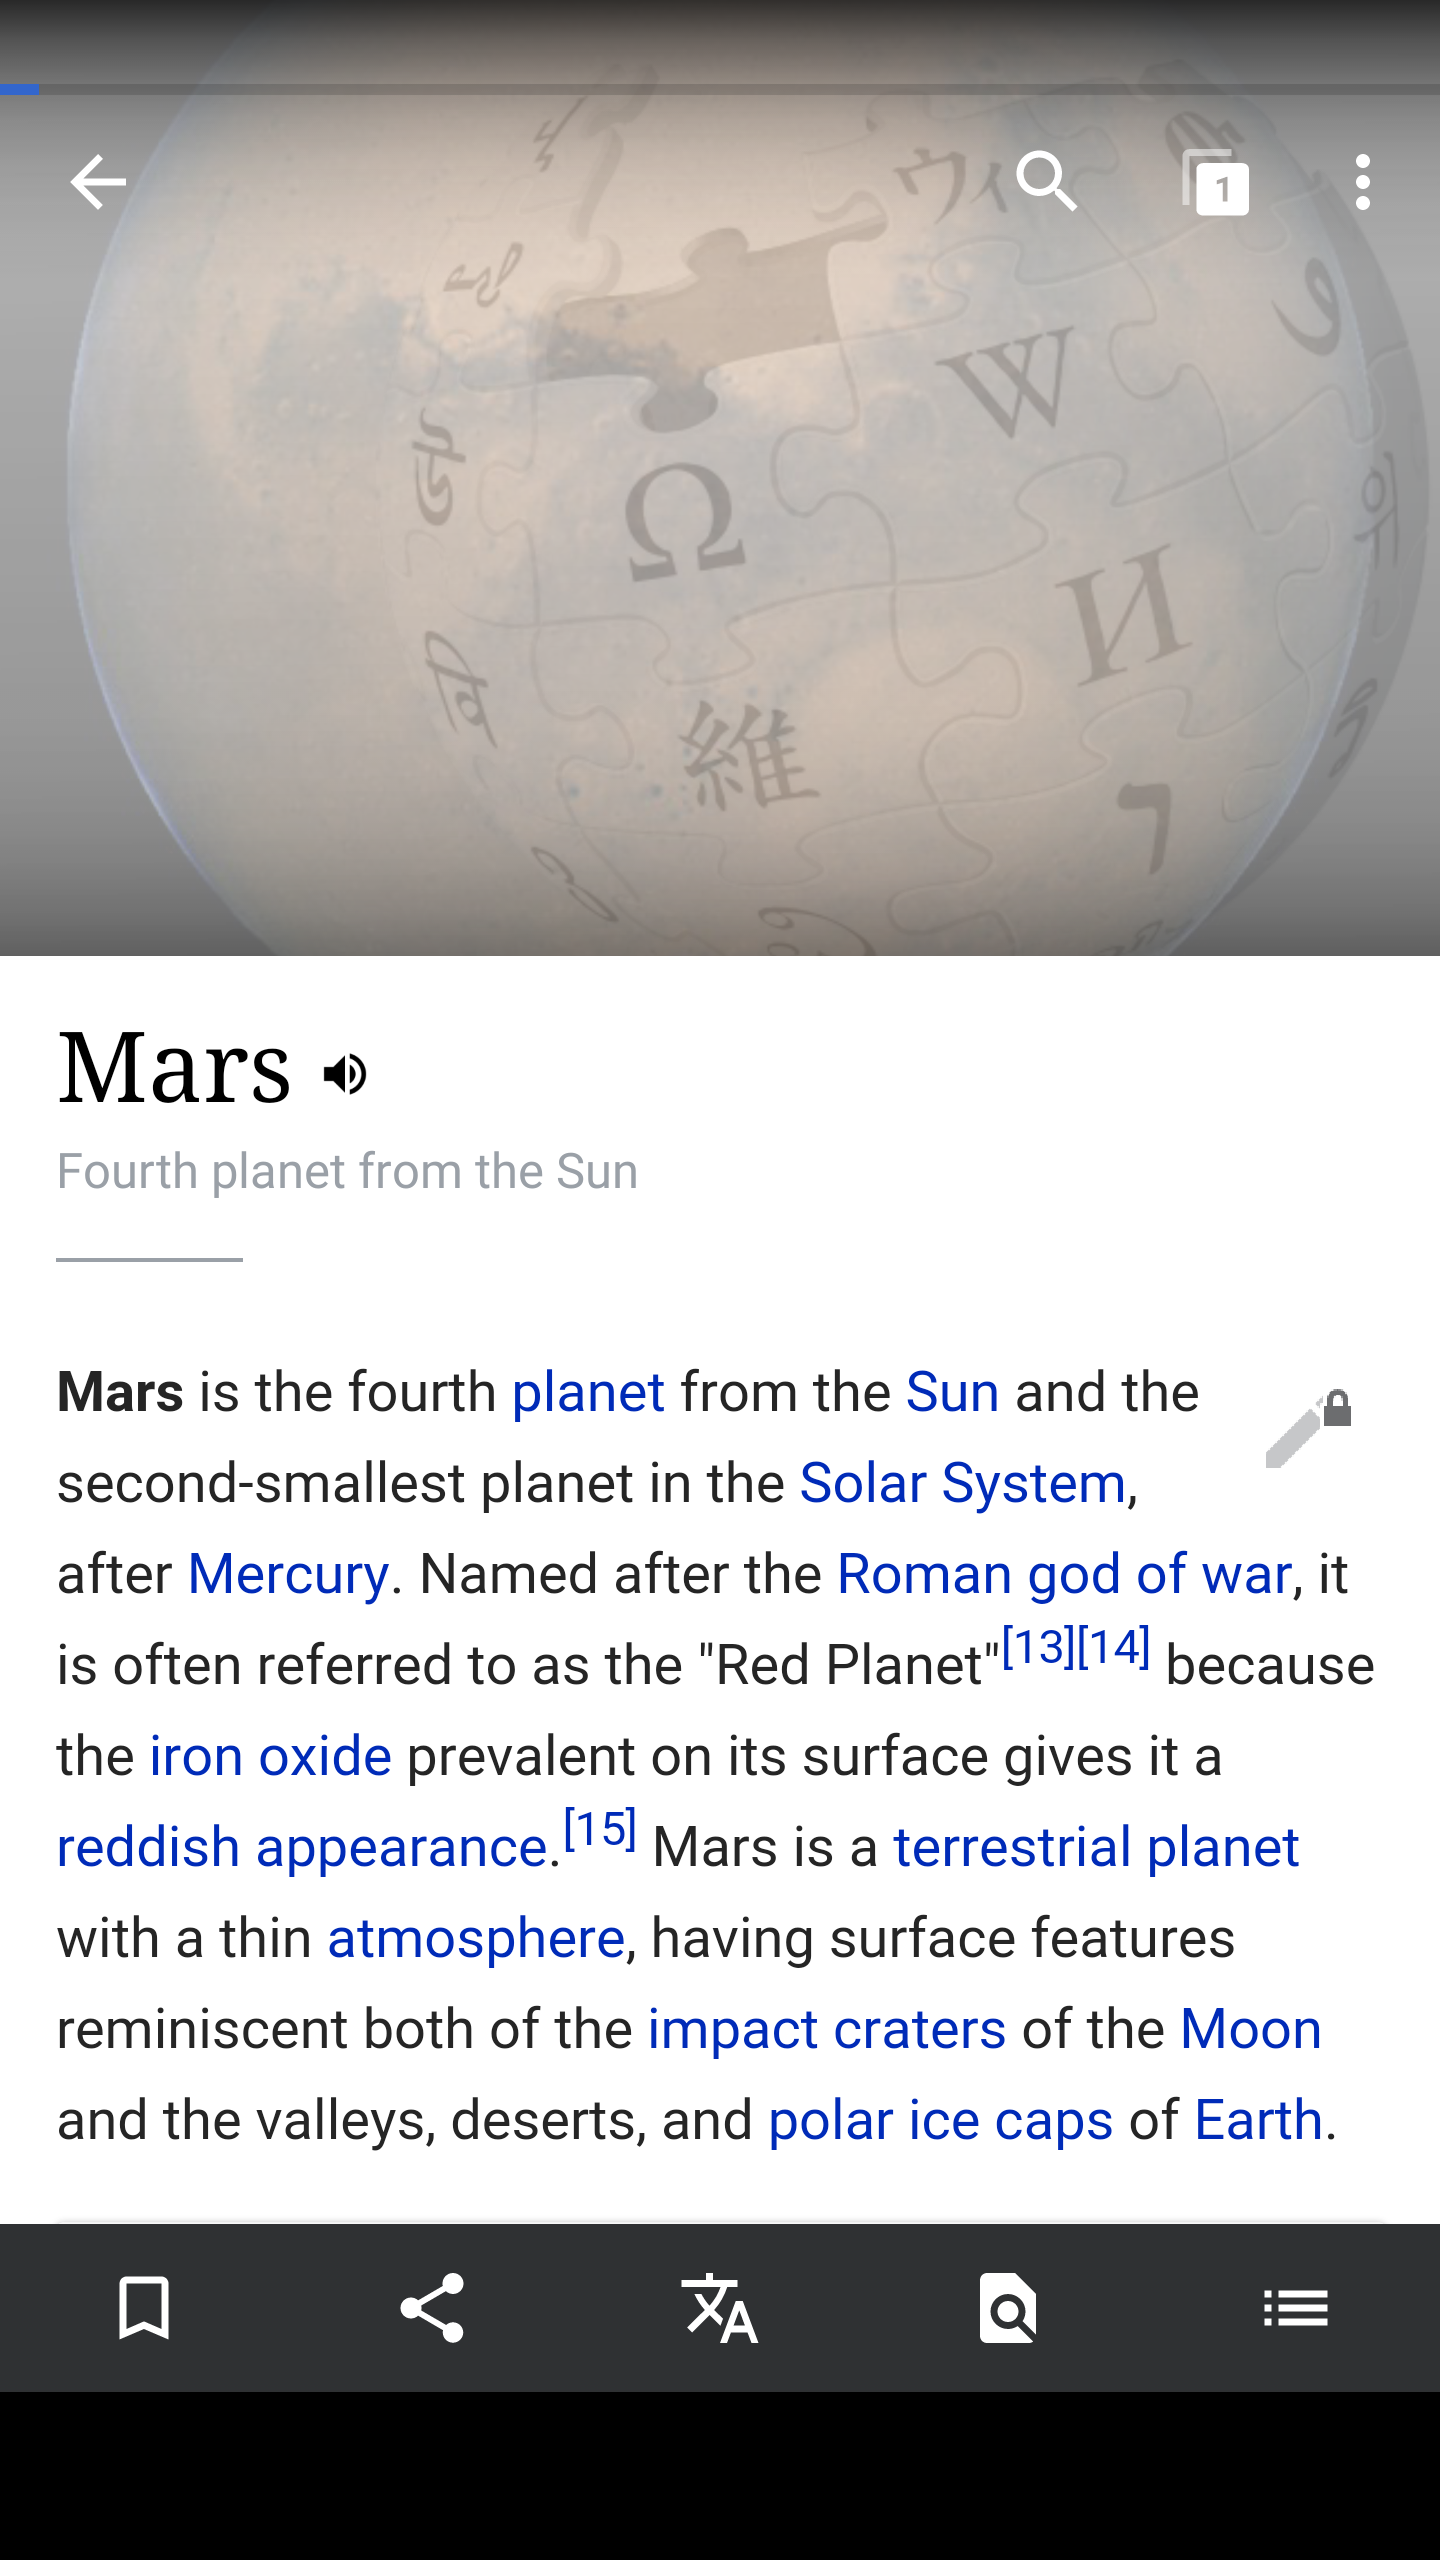 1
ウィ
W
Ω
И
維
Mars
Fourth planet from the Sun
Mars is the fourth planet from the Sun and the
second-smallest planet in the Solar System,
after Mercury. Named after the Roman god of war, it
is often referred to as the "Red Planet"[13][14] because
the iron oxide prevalent on its surface gives it a
reddish appearance.[15] Mars is a terrestrial planet
with a thin atmosphere, having surface features
reminiscent both of the impact craters of the Moon
and the valleys, deserts, and polar ice caps of Earth.